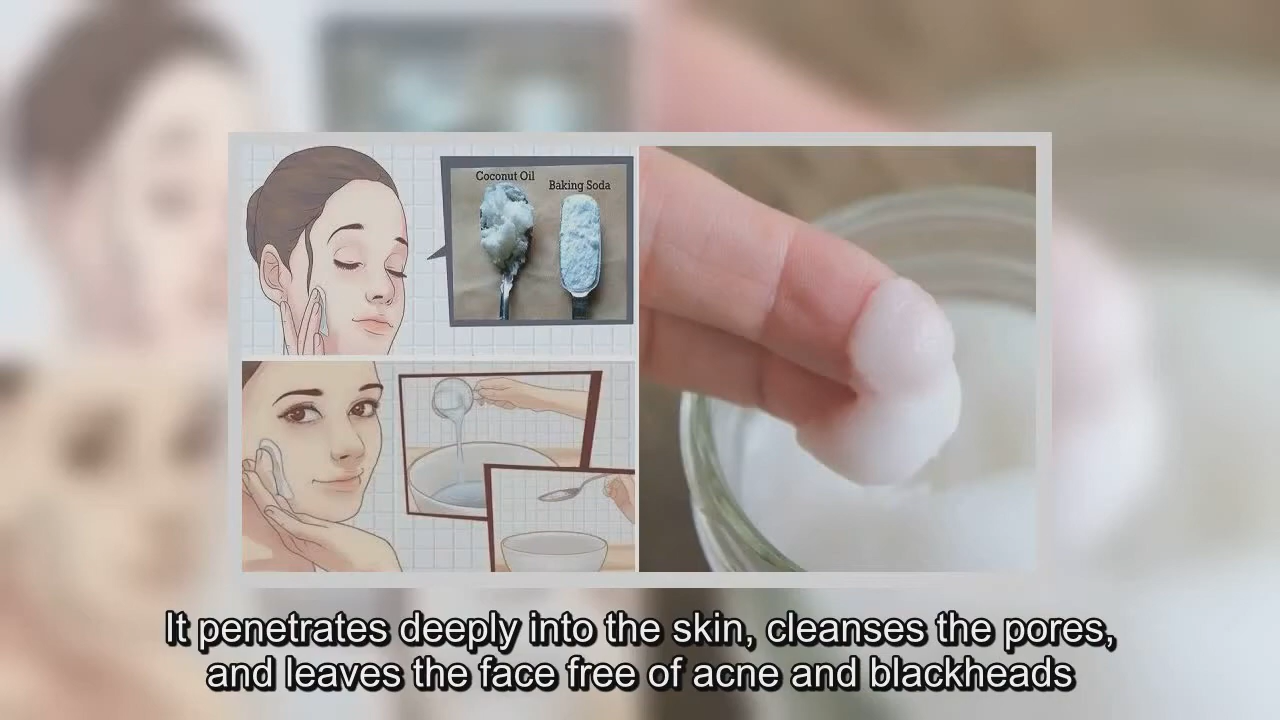 Coconut Oil
Baking Soda
It penetrates deeply into the skin, cleanses the pores,
and leaves the face free of acne and blackheads